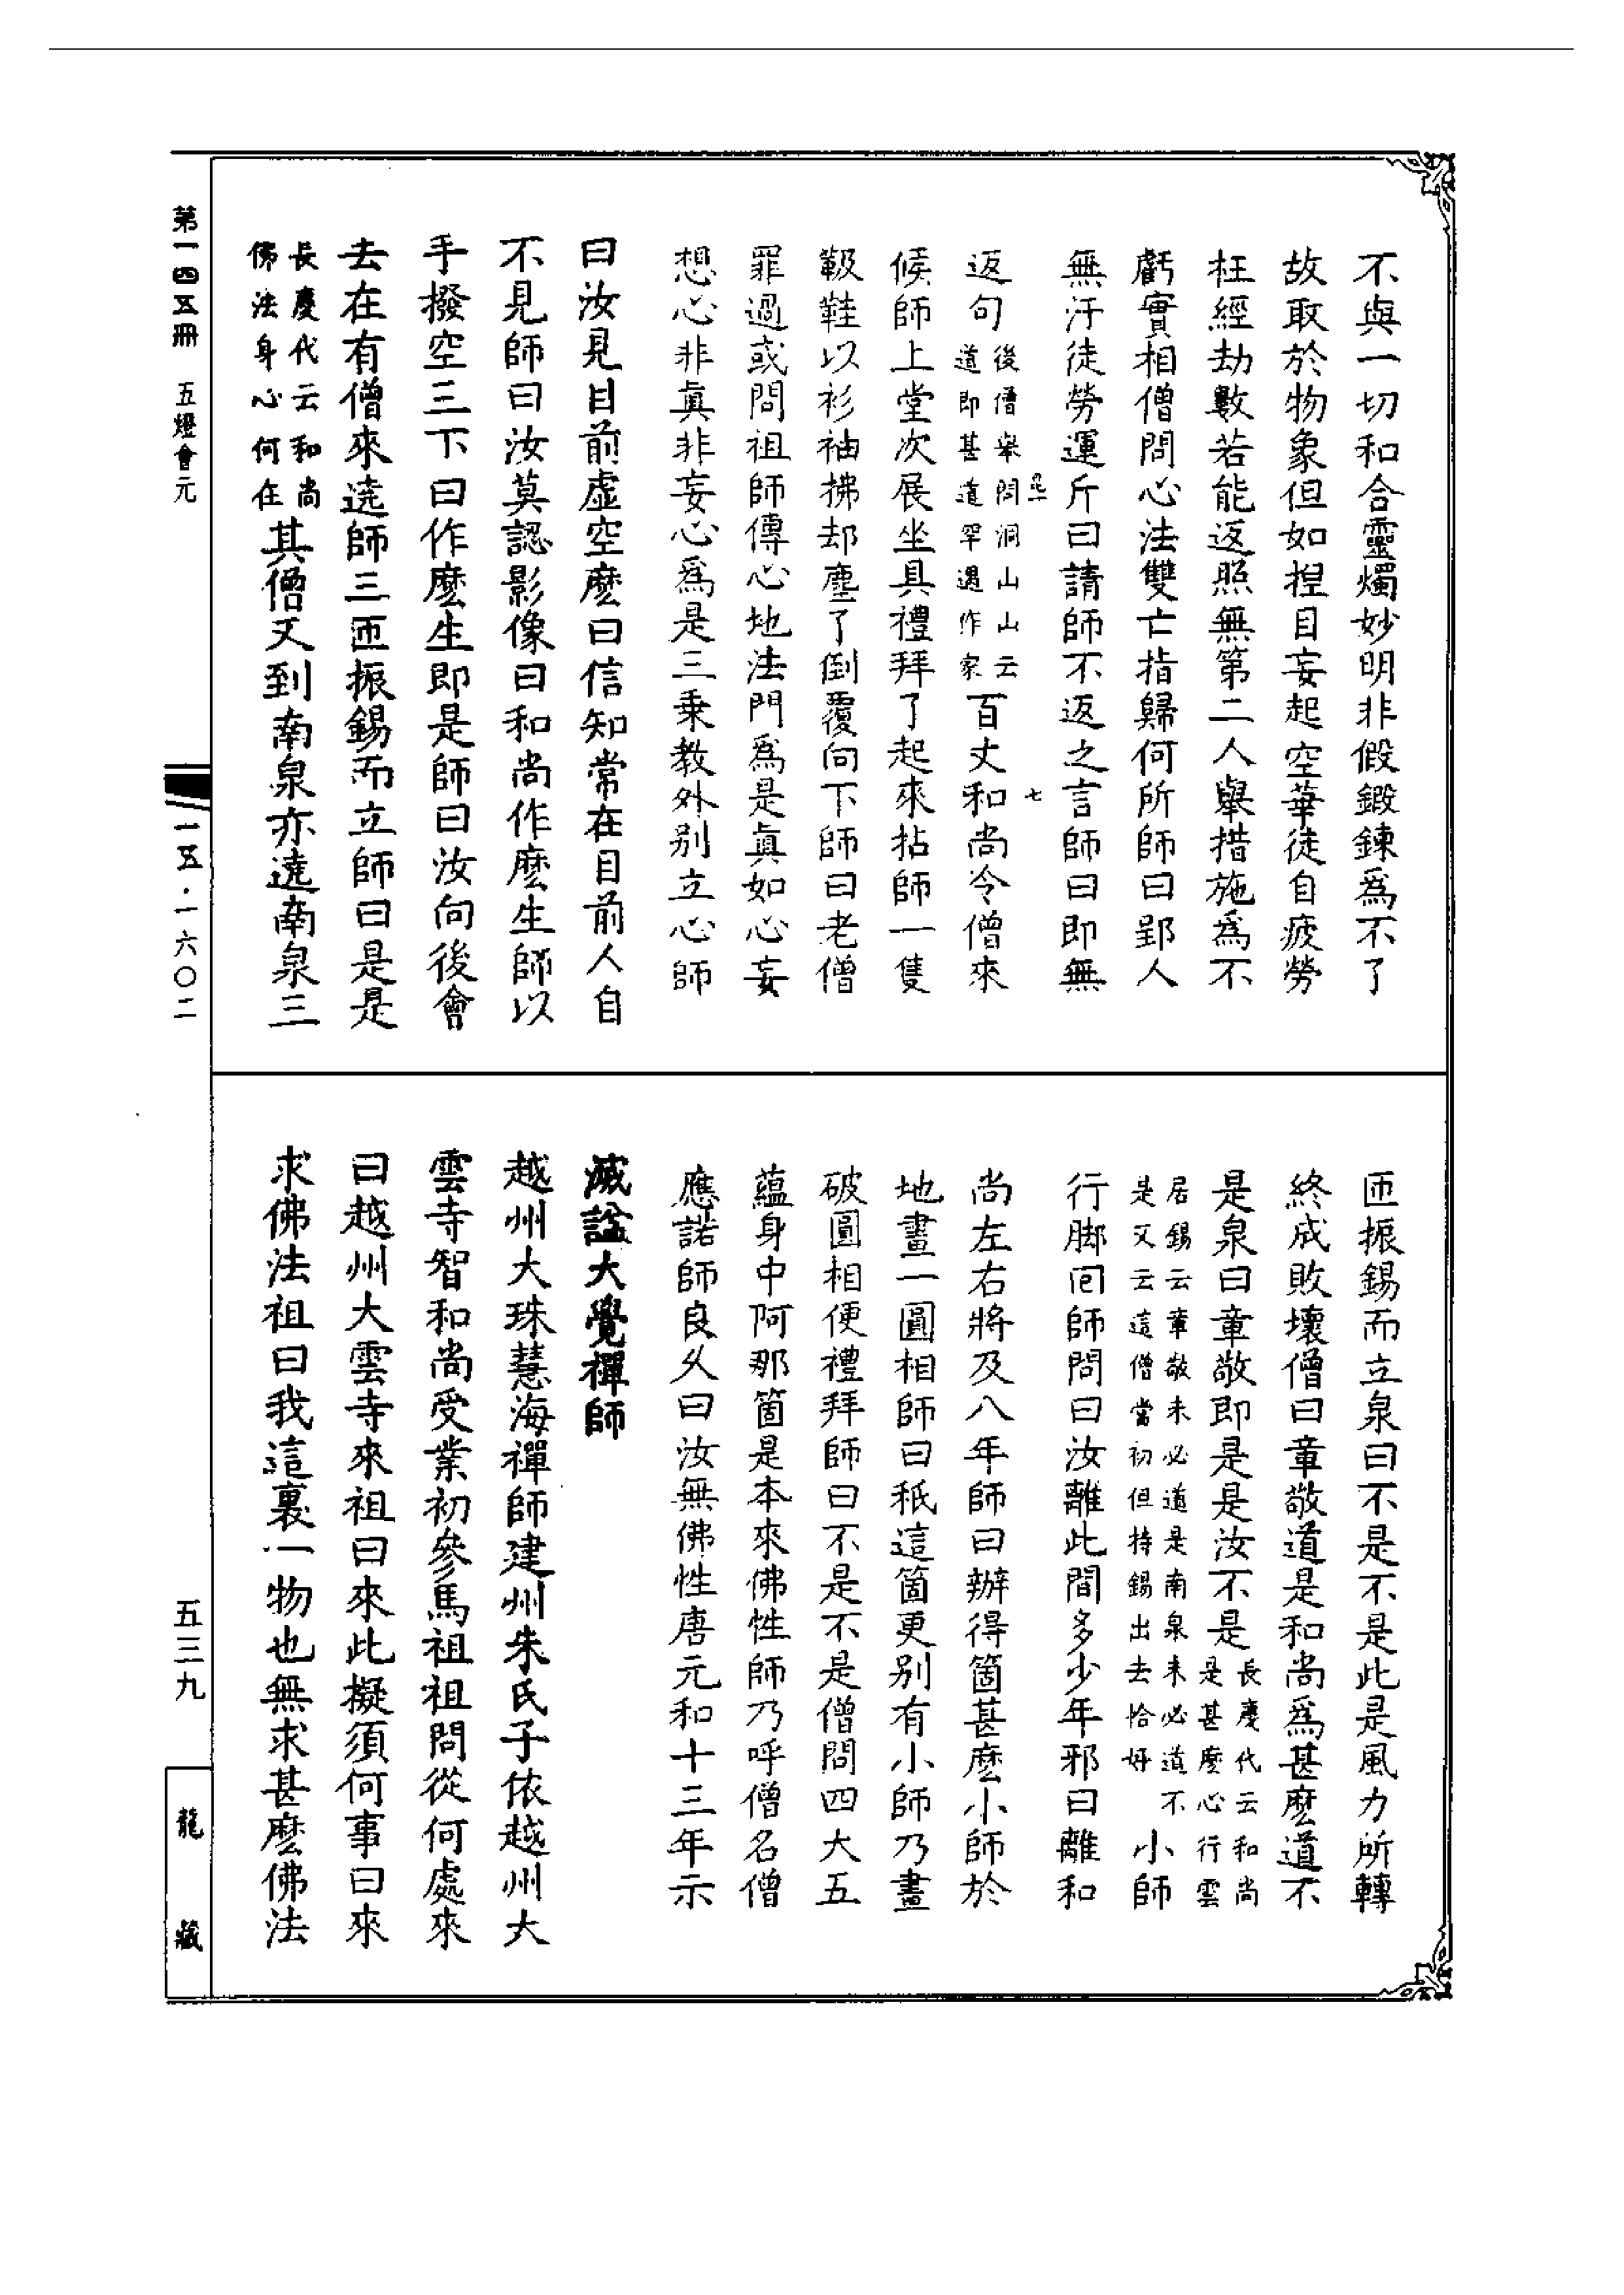 不與一切和合靈燭妙明非假鍛鍊為不了
故取於物象但如捏目妄起空華徒自疲勞
枉經劫數若能返照無第二人舉措施為不
虧實相僧問心法雙亡指歸何所師曰郢人
無汙徒勞運斤曰請師不返之言師曰即無
七
返句後僧舉問洞山山云道即甚道罕遇作家百丈和尚令僧來
候師上堂次展坐具禮拜了起來拈師一隻
靸鞋以衫袖拂却塵了倒覆向下師曰老僧
罪過或問祖師傳心地法門為是真如心妄
想心非真非妄心為是三乗教外别立心師
曰汝見目前虛空麼曰信知常在目前人自
不見師曰汝莫認影像曰和尚作麼生師以
手撥空三下曰作麼生即是師曰汝向後會
去在有僧來遶師三匝振錫而立師曰是是
長慶代云和尚佛法身心何在其僧又到南泉亦遶南泉三
匝振錫而立泉曰不是不是此是風力所轉
終成敗壞僧曰章敬道是和尚為甚麼道不
是泉曰章敬即是是汝不是長慶代云和尚是甚麼心行雲
居錫云章敬未必道是南泉未必道不是又云這僧當初但持錫出去恰好小師
行脚回師問曰汝離此間多少年邪曰離和
尚左右將及八年師曰辦得箇甚麼小師於
地畫一圓相師曰秖這箇更别有小師乃畫
破圓相便禮拜師曰不是不是僧問四大五
蘊身中阿那箇是本來佛性師乃呼僧名僧
應諾師良久曰汝無佛性唐元和十三年示
滅諡大覺禪師
越州大珠慧海禪師建州朱氏子依越州大
雲寺智和尚受業初參馬祖祖問從何處來
曰越州大雲寺來祖曰來此擬須何事曰來
求佛法祖曰我這裏一物也無求甚麼佛法
第一四五冊 五燈會元
一五·一六〇二
五三九
龍藏